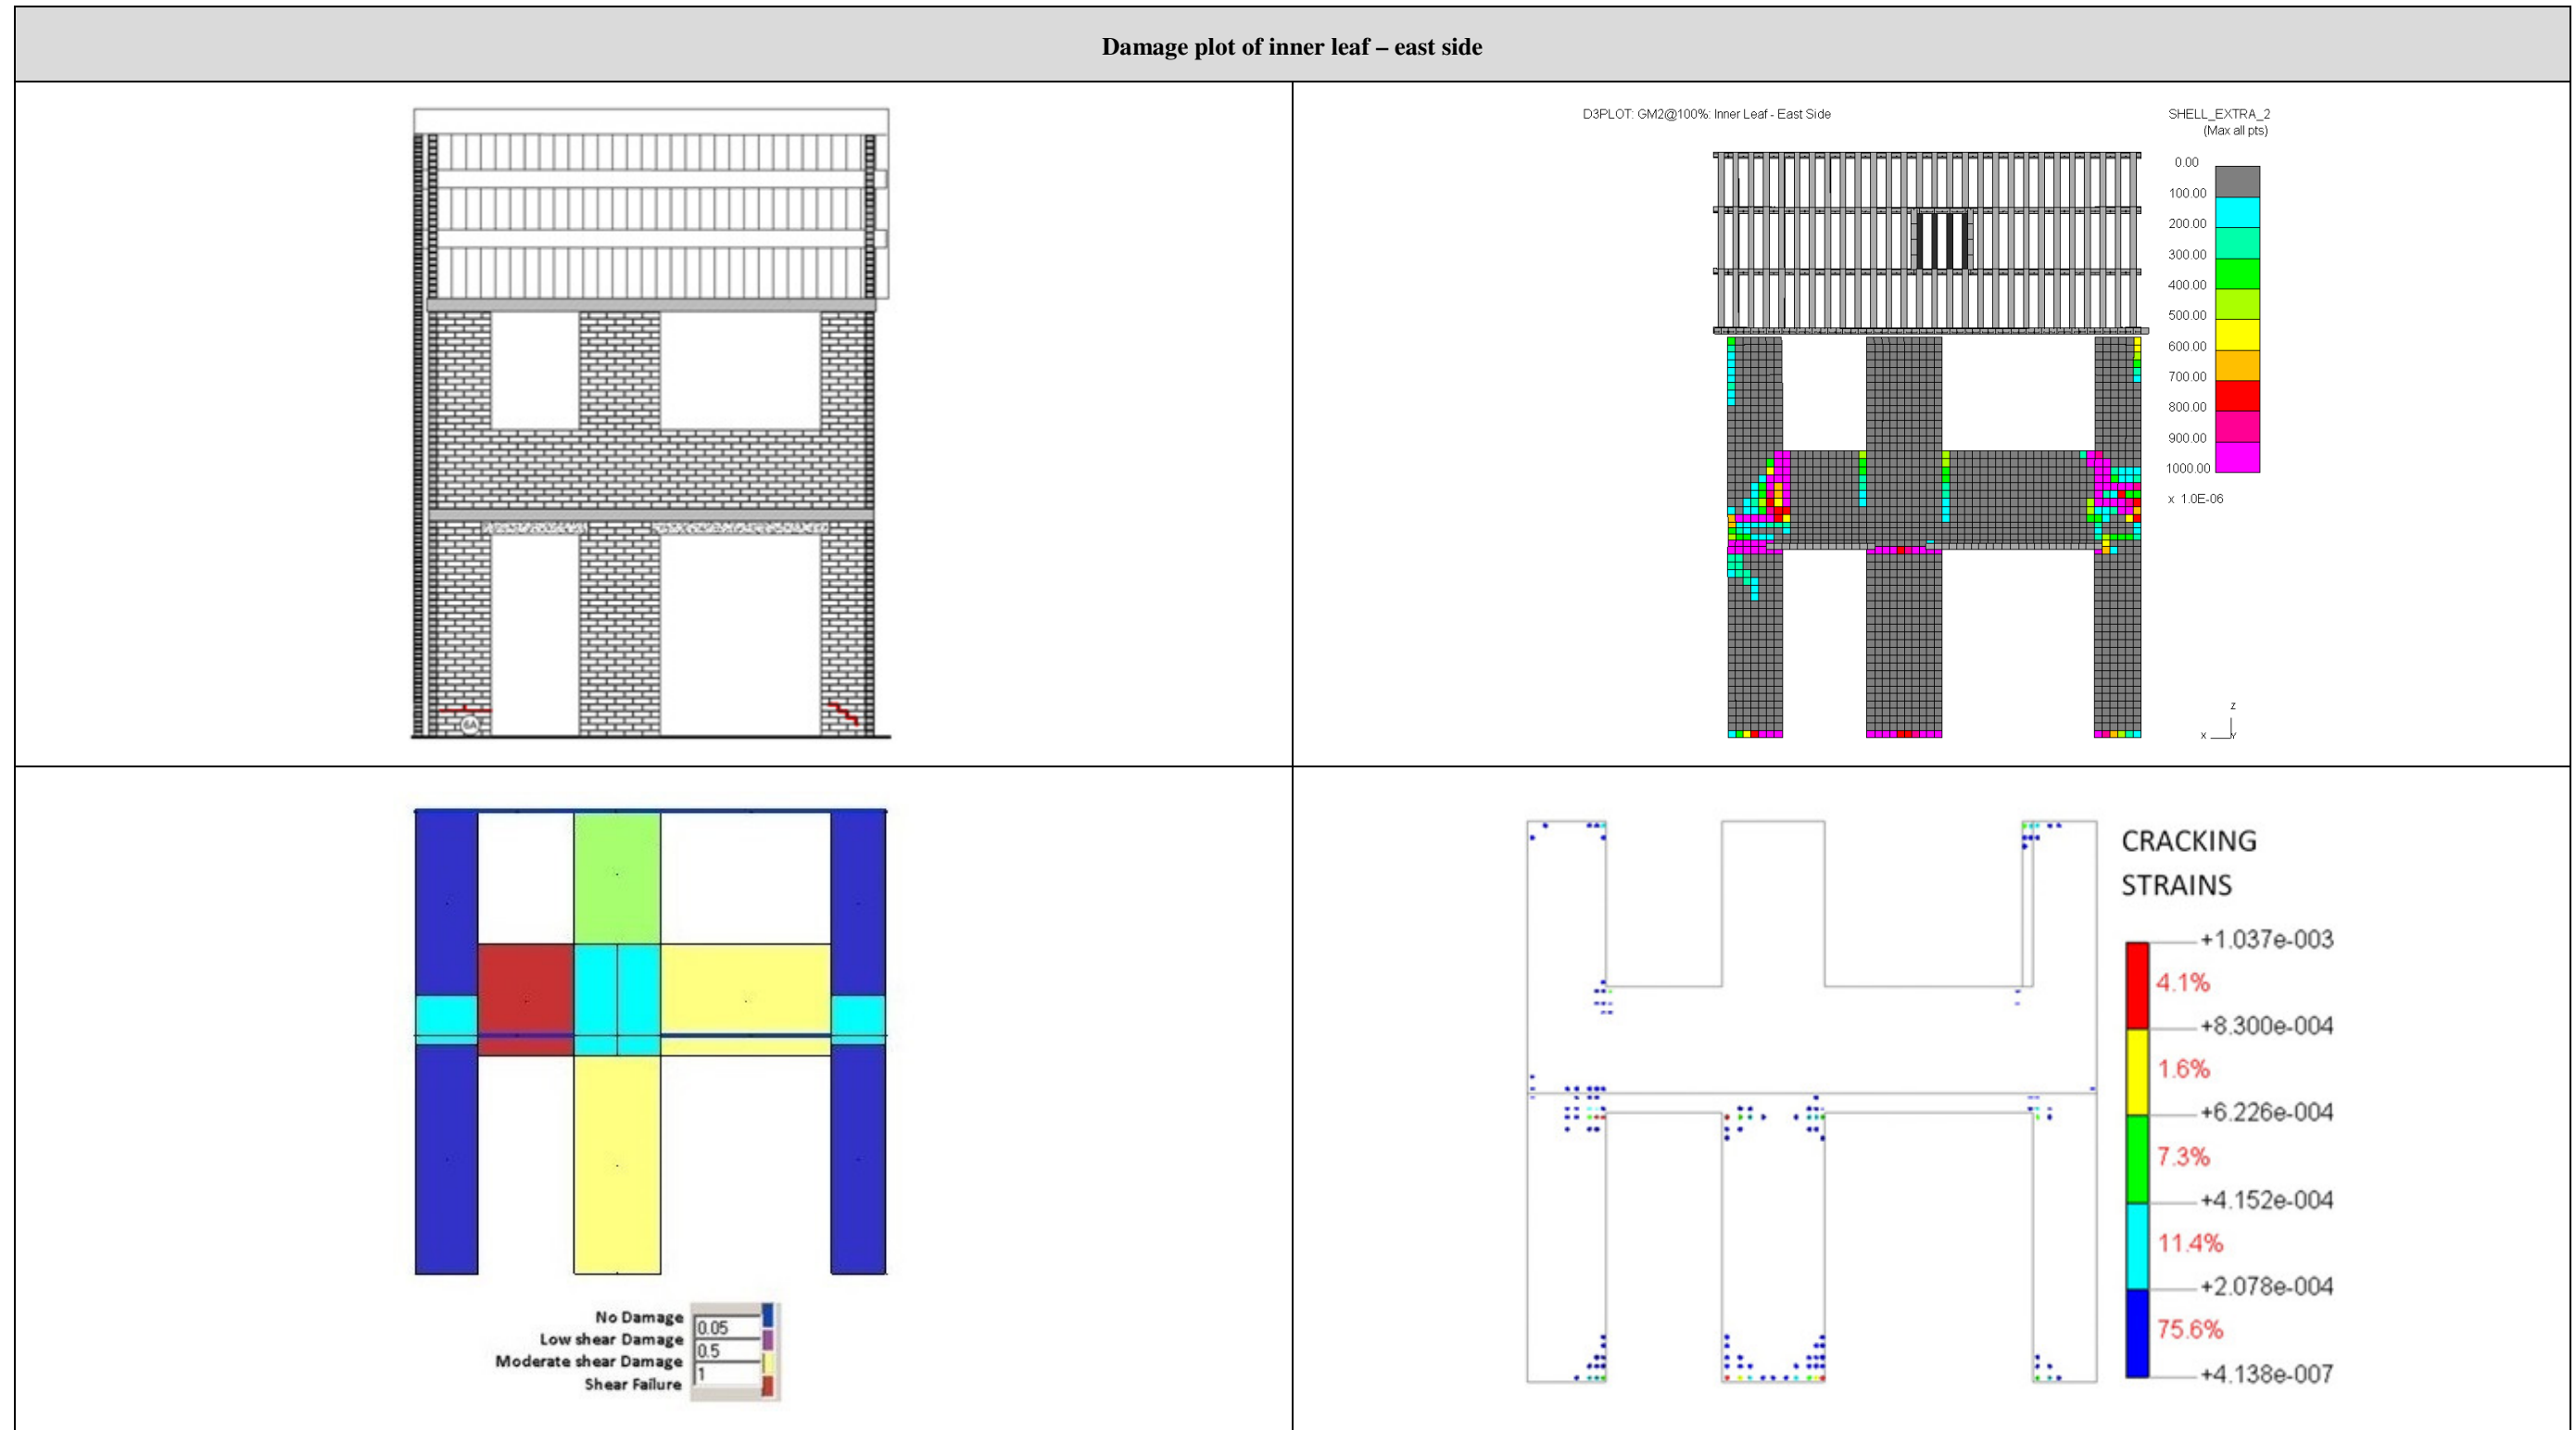 Damage plot of inner leaf – east side
6A
D3PLOT: GM2@100%: Inner Leaf - East Side
SHELL_EXTRA_2
(Max all pts)
0.00
100.00
200.00
300.00
400.00
500.00
600.00
700.00
800.00
900.00
1000.00
x 1.0E-06
Z
X Y
No Damage
0.05
Low shear Damage
0.5
Moderate shear Damage
1
Shear Failure
CRACKING
STRAINS
+1.037e-003
4.1%
+8.300e-004
1.6%
+6.226e-004
7.3%
+4.152e-004
11.4%
+2.078e-004
75.6%
+4.138e-007